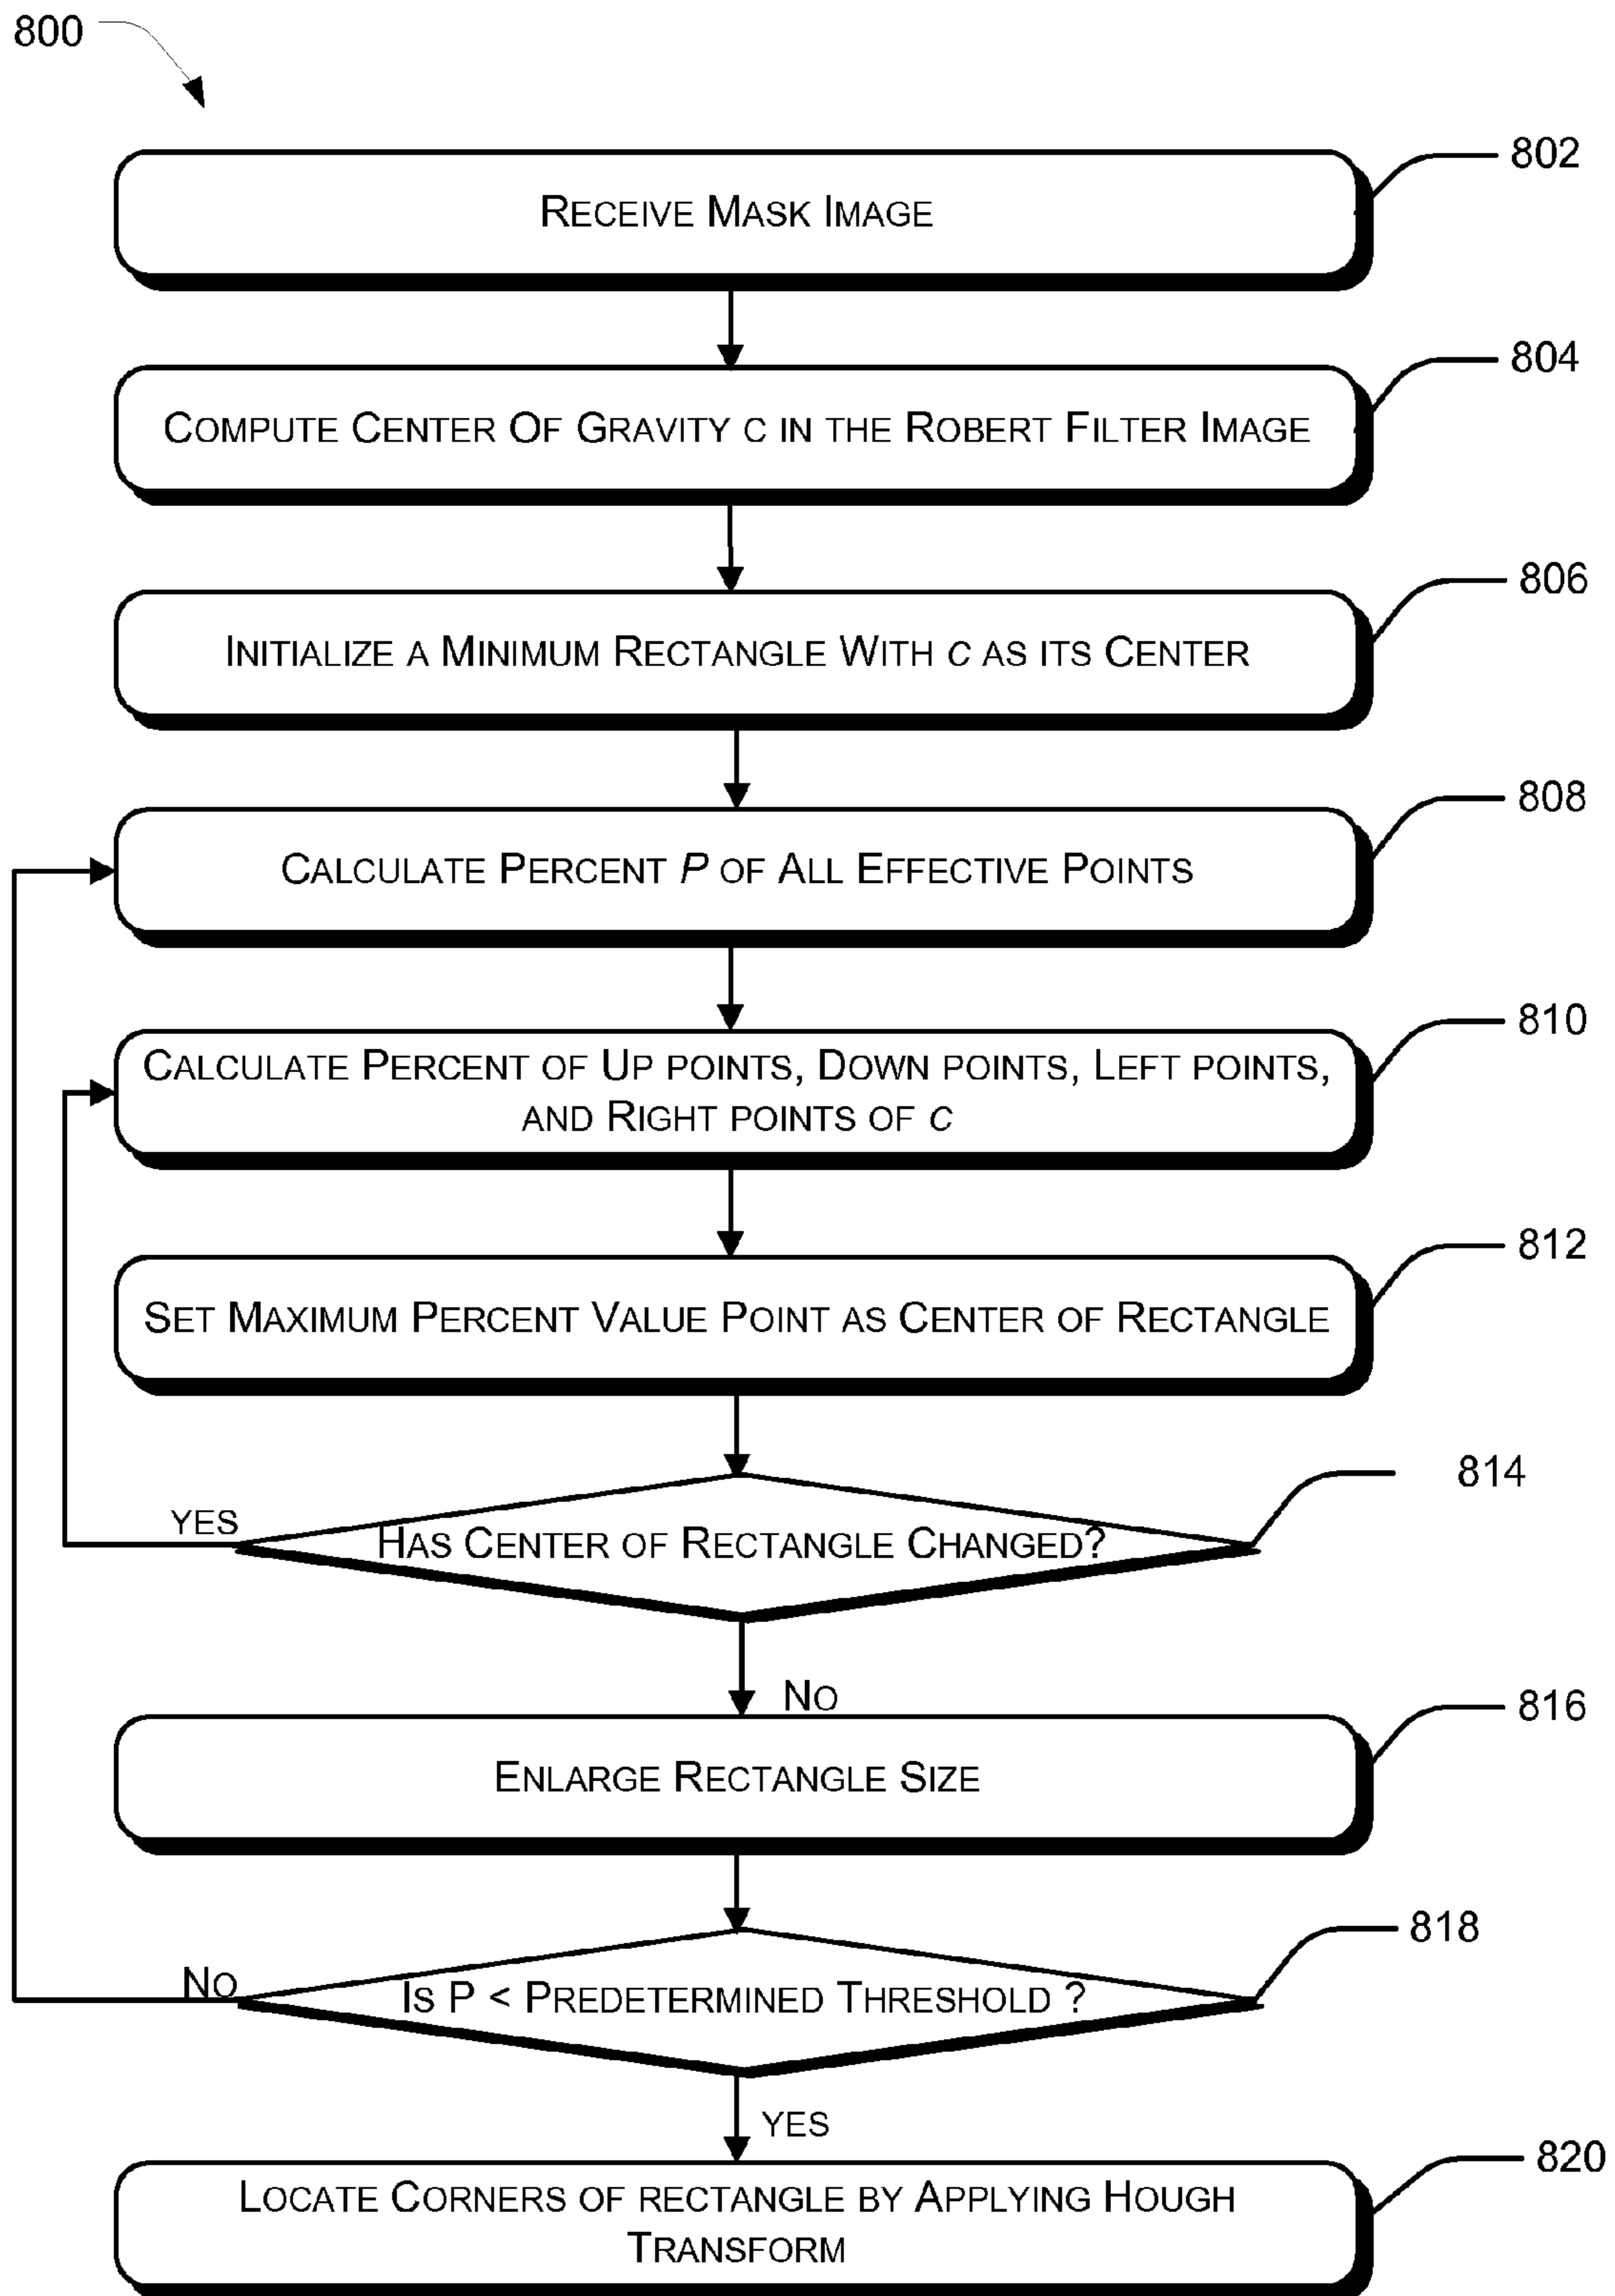 800
802
RECEIVE MASK IMAGE
804
COMPUTE CENTER OF GRAVITY C IN THE ROBERT FILTER IMAGE
806
INITIALIZE A MINIMUM RECTANGLE WITH C AS ITS CENTER
808
CALCULATE PERCENT P OF ALL EFFECTIVE POINTS
810
CALCULATE PERCENT OF UP POINTS, DOWN POINTS, LEFT POINTS,
AND RIGHT POINTS OF C
812
SET MAXIMUM PERCENT VALUE POINT AS CENTER OF RECTANGLE
814
YES
HAS CENTER OF RECTANGLE CHANGED?
NO
816
ENLARGE RECTANGLE SIZE
818
NO
IS P < PREDETERMINED THRESHOLD ?
YES
820
LOCATE CORNERS OF RECTANGLE BY APPLYING HOUGH
TRANSFORM